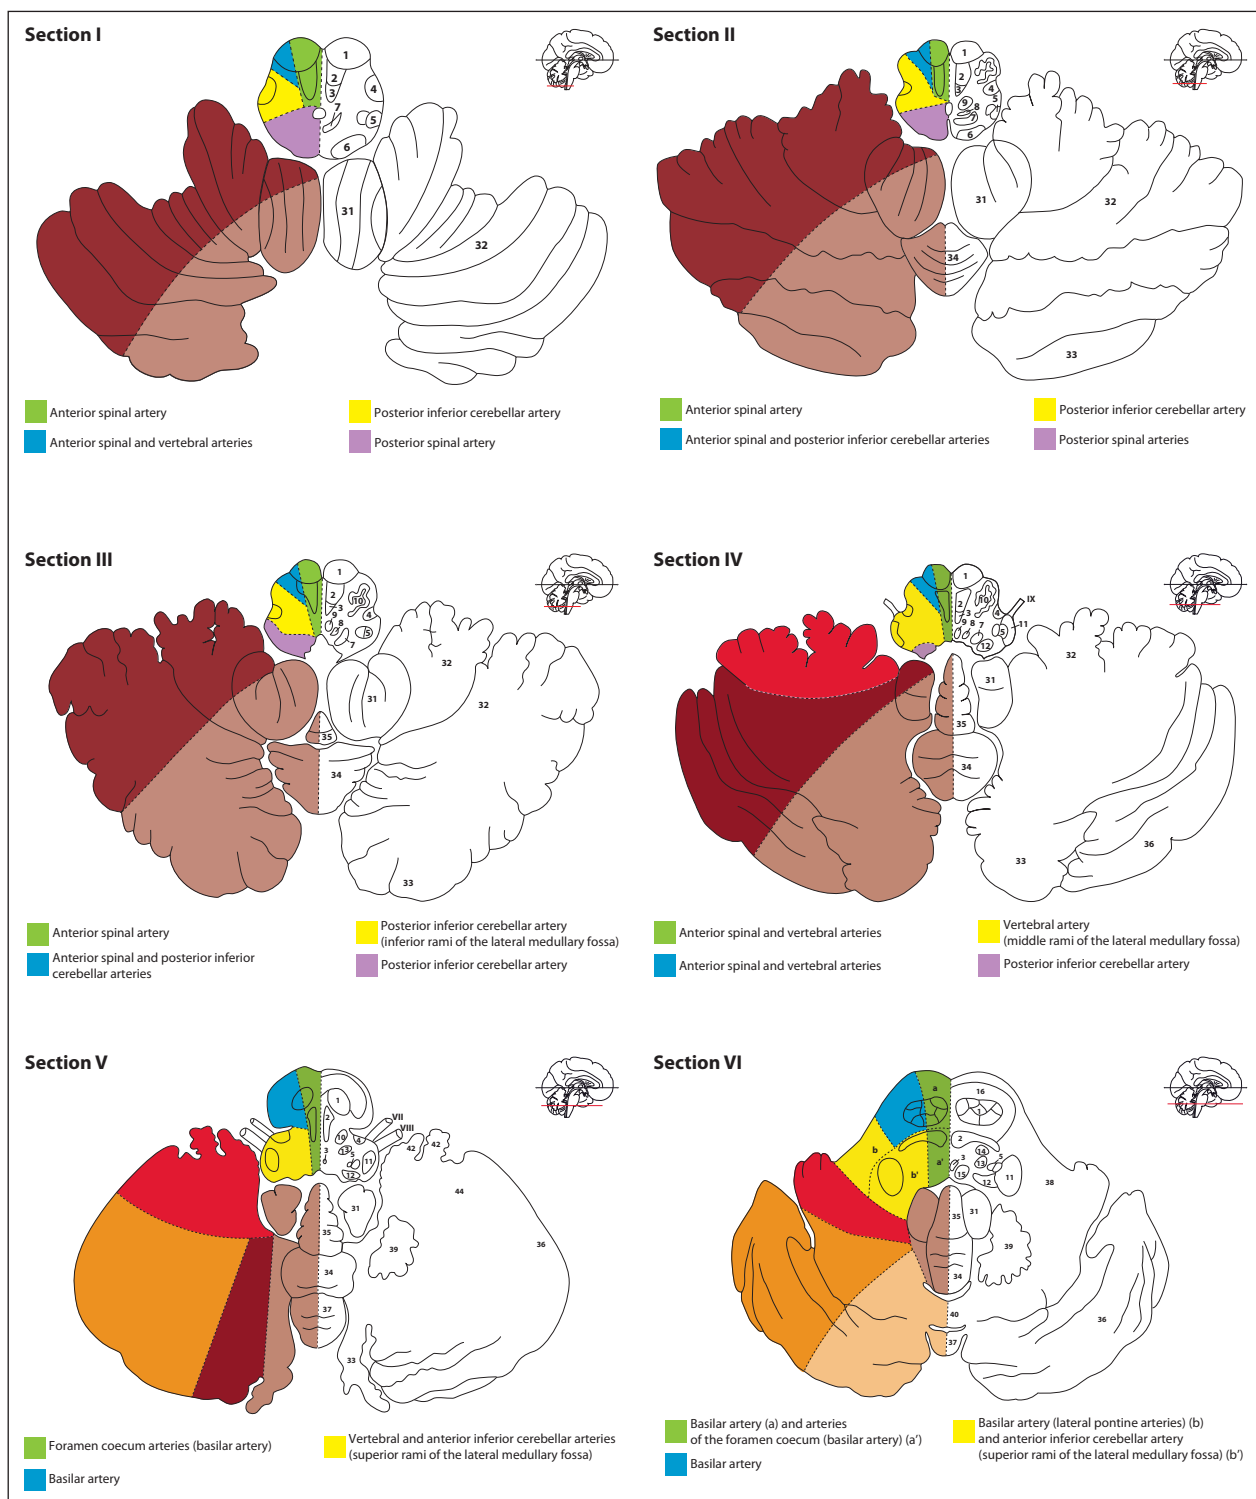 Section I
1
2
3
4
7
5
6
31
32
Anterior spinal artery
Anterior spinal and vertebral arteries
Posterior inferior cerebellar artery
Posterior spinal artery
Section II
1
2
3
4
9
8
5
7
6
31
32
34
33
Anterior spinal artery
Anterior spinal and posterior inferior cerebellar arteries
Posterior inferior cerebellar artery
Posterior spinal arteries
Section III
1
2
10
3
9
4
8
5
7
32
31
32
35
34
33
Anterior spinal artery
Anterior spinal and posterior inferior
cerebellar arteries
Posterior inferior cerebellar artery
(inferior rami of the lateral medullary fossa)
Posterior inferior cerebellar artery
Section IV
1
2
10
IX
3
4
9 8 7
11
5
12
32
31
35
34
36
33
Anterior spinal and vertebral arteries
Anterior spinal and vertebral arteries
Vertebral artery
(middle rami of the lateral medullary fossa)
Posterior inferior cerebellar artery
Section V
1
2
VII
VIII
10
4
3
13
5
11
12
42
42
44
31
35
39
36
34
37
33
Foramen coecum arteries (basilar artery)
Basilar artery
Vertebral and anterior inferior cerebellar arteries
(superior rami of the lateral medullary fossa)
Section VI
a
16
1
2
b
a'
14
3
13
5
b'
15
12
11
38
35
31
39
34
40
36
37
Basilar artery (a) and arteries
of the foramen coecum (basilar artery) (a')
Basilar artery
Basilar artery (lateral pontine arteries) (b)
and anterior inferior cerebellar artery
(superior rami of the lateral medullary fossa) (b')